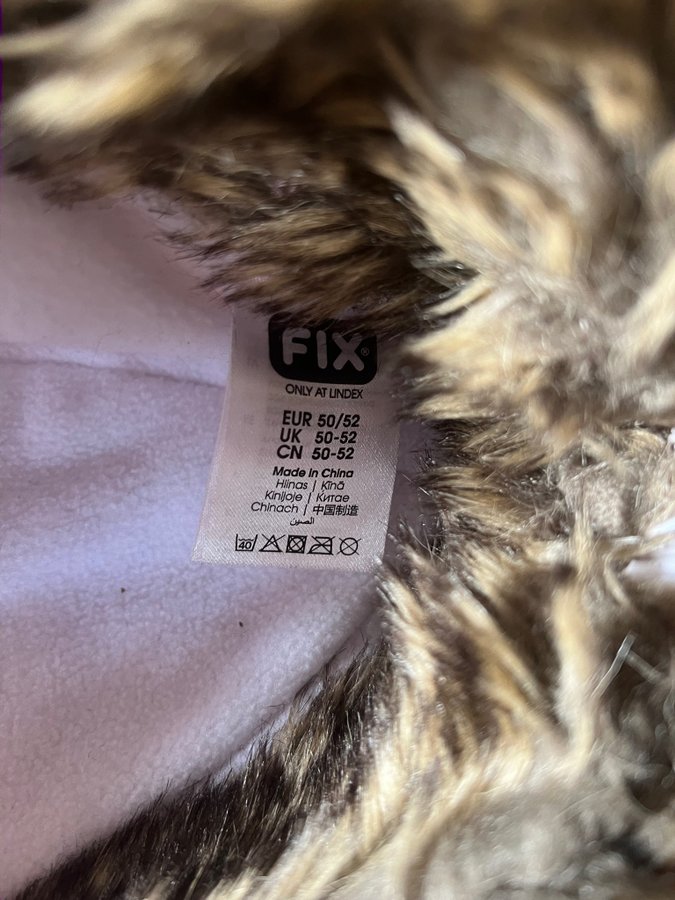 FIX®
ONLY AT LINDEX
EUR 50/52
UK 50-52
CN 50-52
Made in China
Hiinas | Ķīnā
Kinijoje | Китае
Chinach | 中国制造
الصين
40